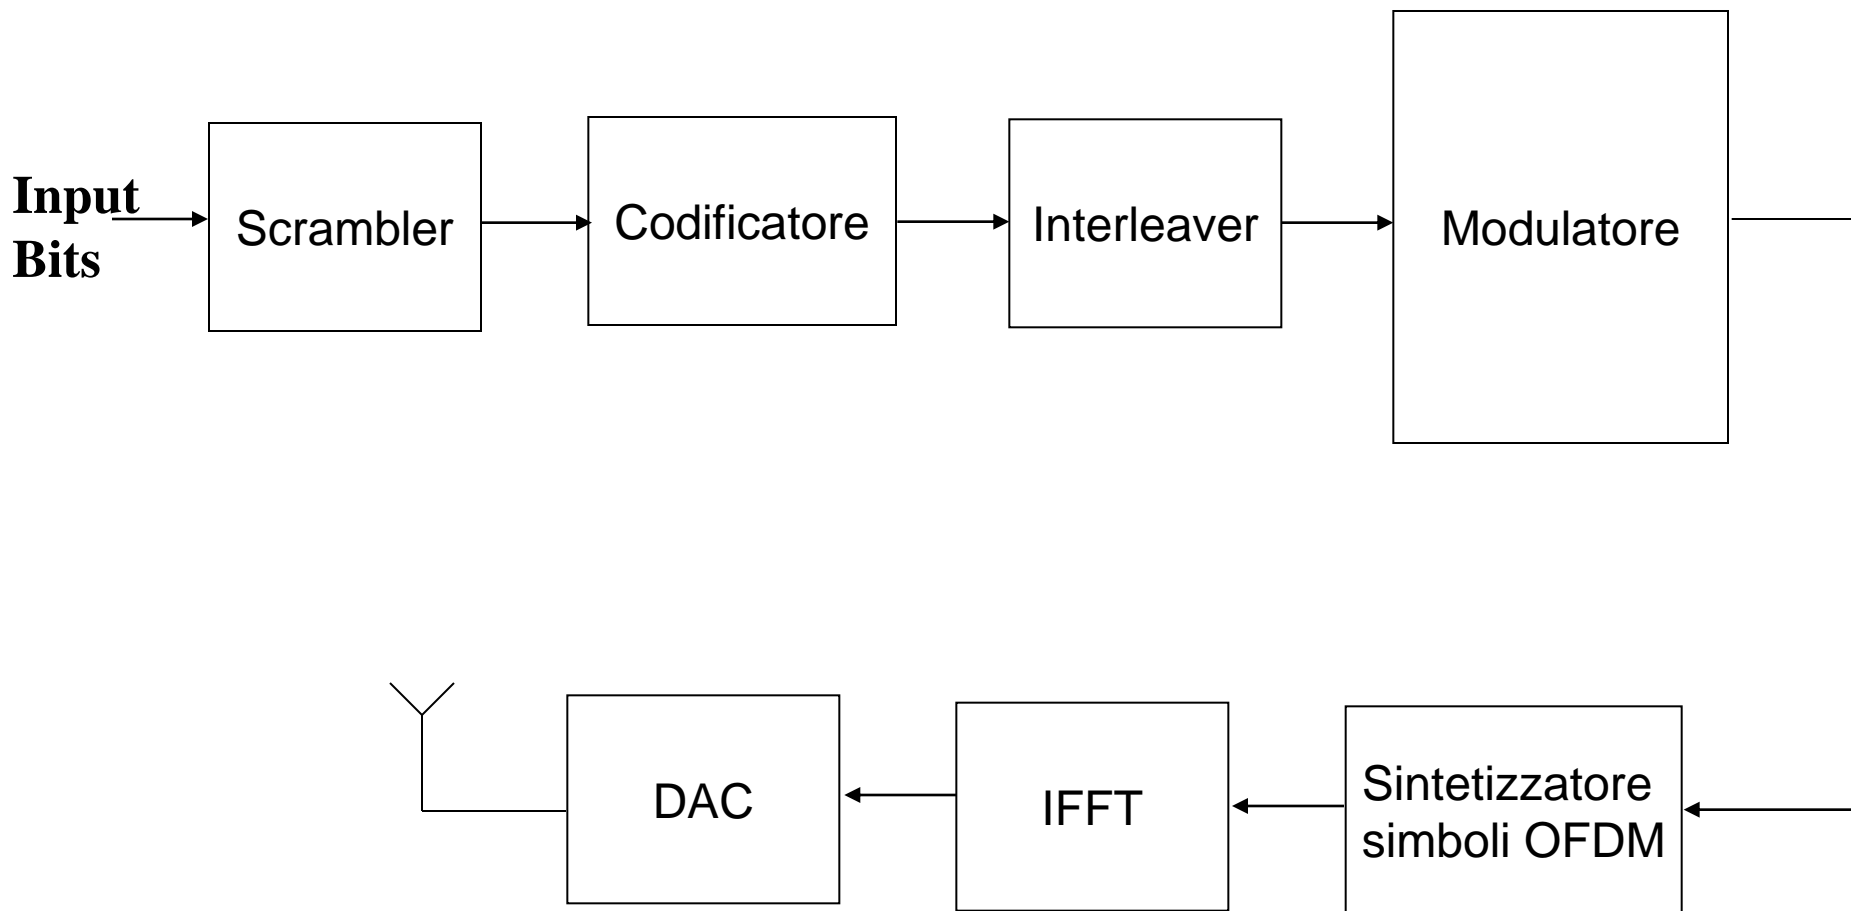 Input
Bits
Scrambler
Codificatore
Interleaver
Modulatore
DAC
IFFT
Sintetizzatore
simboli OFDM